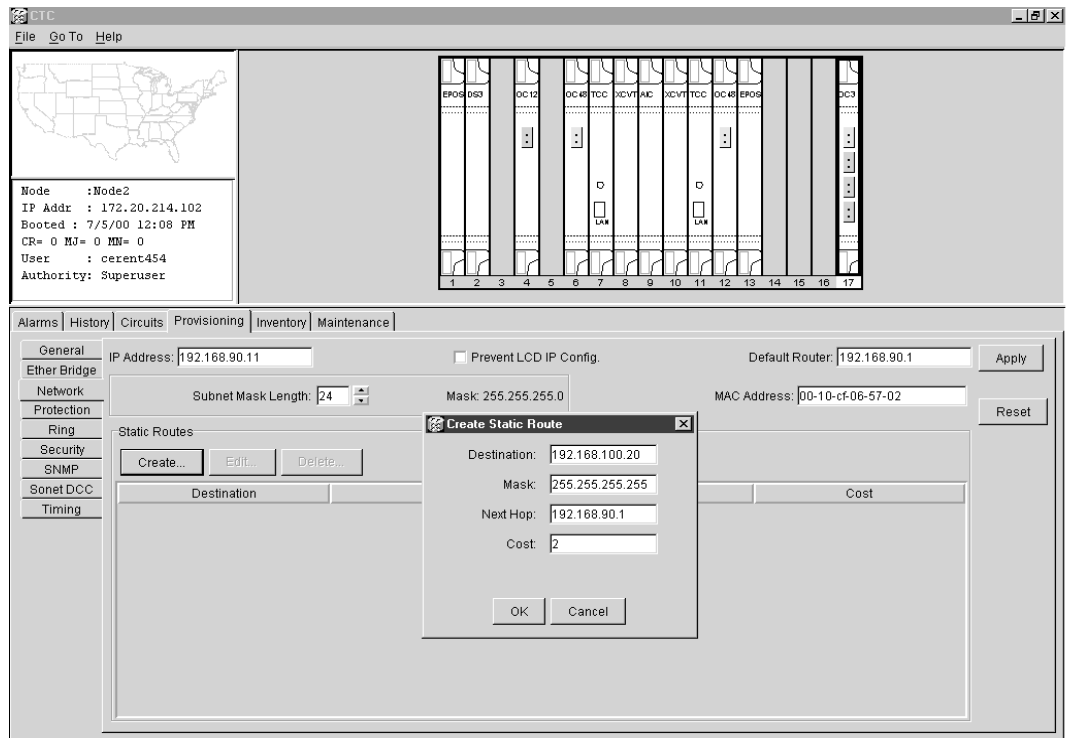 CTC
File Go To Help
EPOS DS3 OC12 OC48 TCC XCVT AIC XCVT TCC OC48 EPOS OC3
LAN LAN
1 2 3 4 5 6 7 8 9 10 11 12 13 14 15 16 17
Node :Node2
IP Addr : 172.20.214.102
Booted : 7/5/00 12:08 PM
CR= 0 MJ= 0 MN= 0
User : cerent454
Authority: Superuser
Alarms History Circuits Provisioning Inventory Maintenance
General
Ether Bridge
Network
Protection
Ring
Security
SNMP
Sonet DCC
Timing
IP Address: 192.168.90.11 Prevent LCD IP Config. Default Router: 192.168.90.1 Apply
Subnet Mask Length: 24 Mask: 255.255.255.0 MAC Address: 00-10-cf-06-57-02 Reset
Static Routes
Create... Edit... Delete...
Destination Cost
Create Static Route
Destination: 192.168.100.20
Mask: 255.255.255.255
Next Hop: 192.168.90.1
Cost: 2
OK Cancel